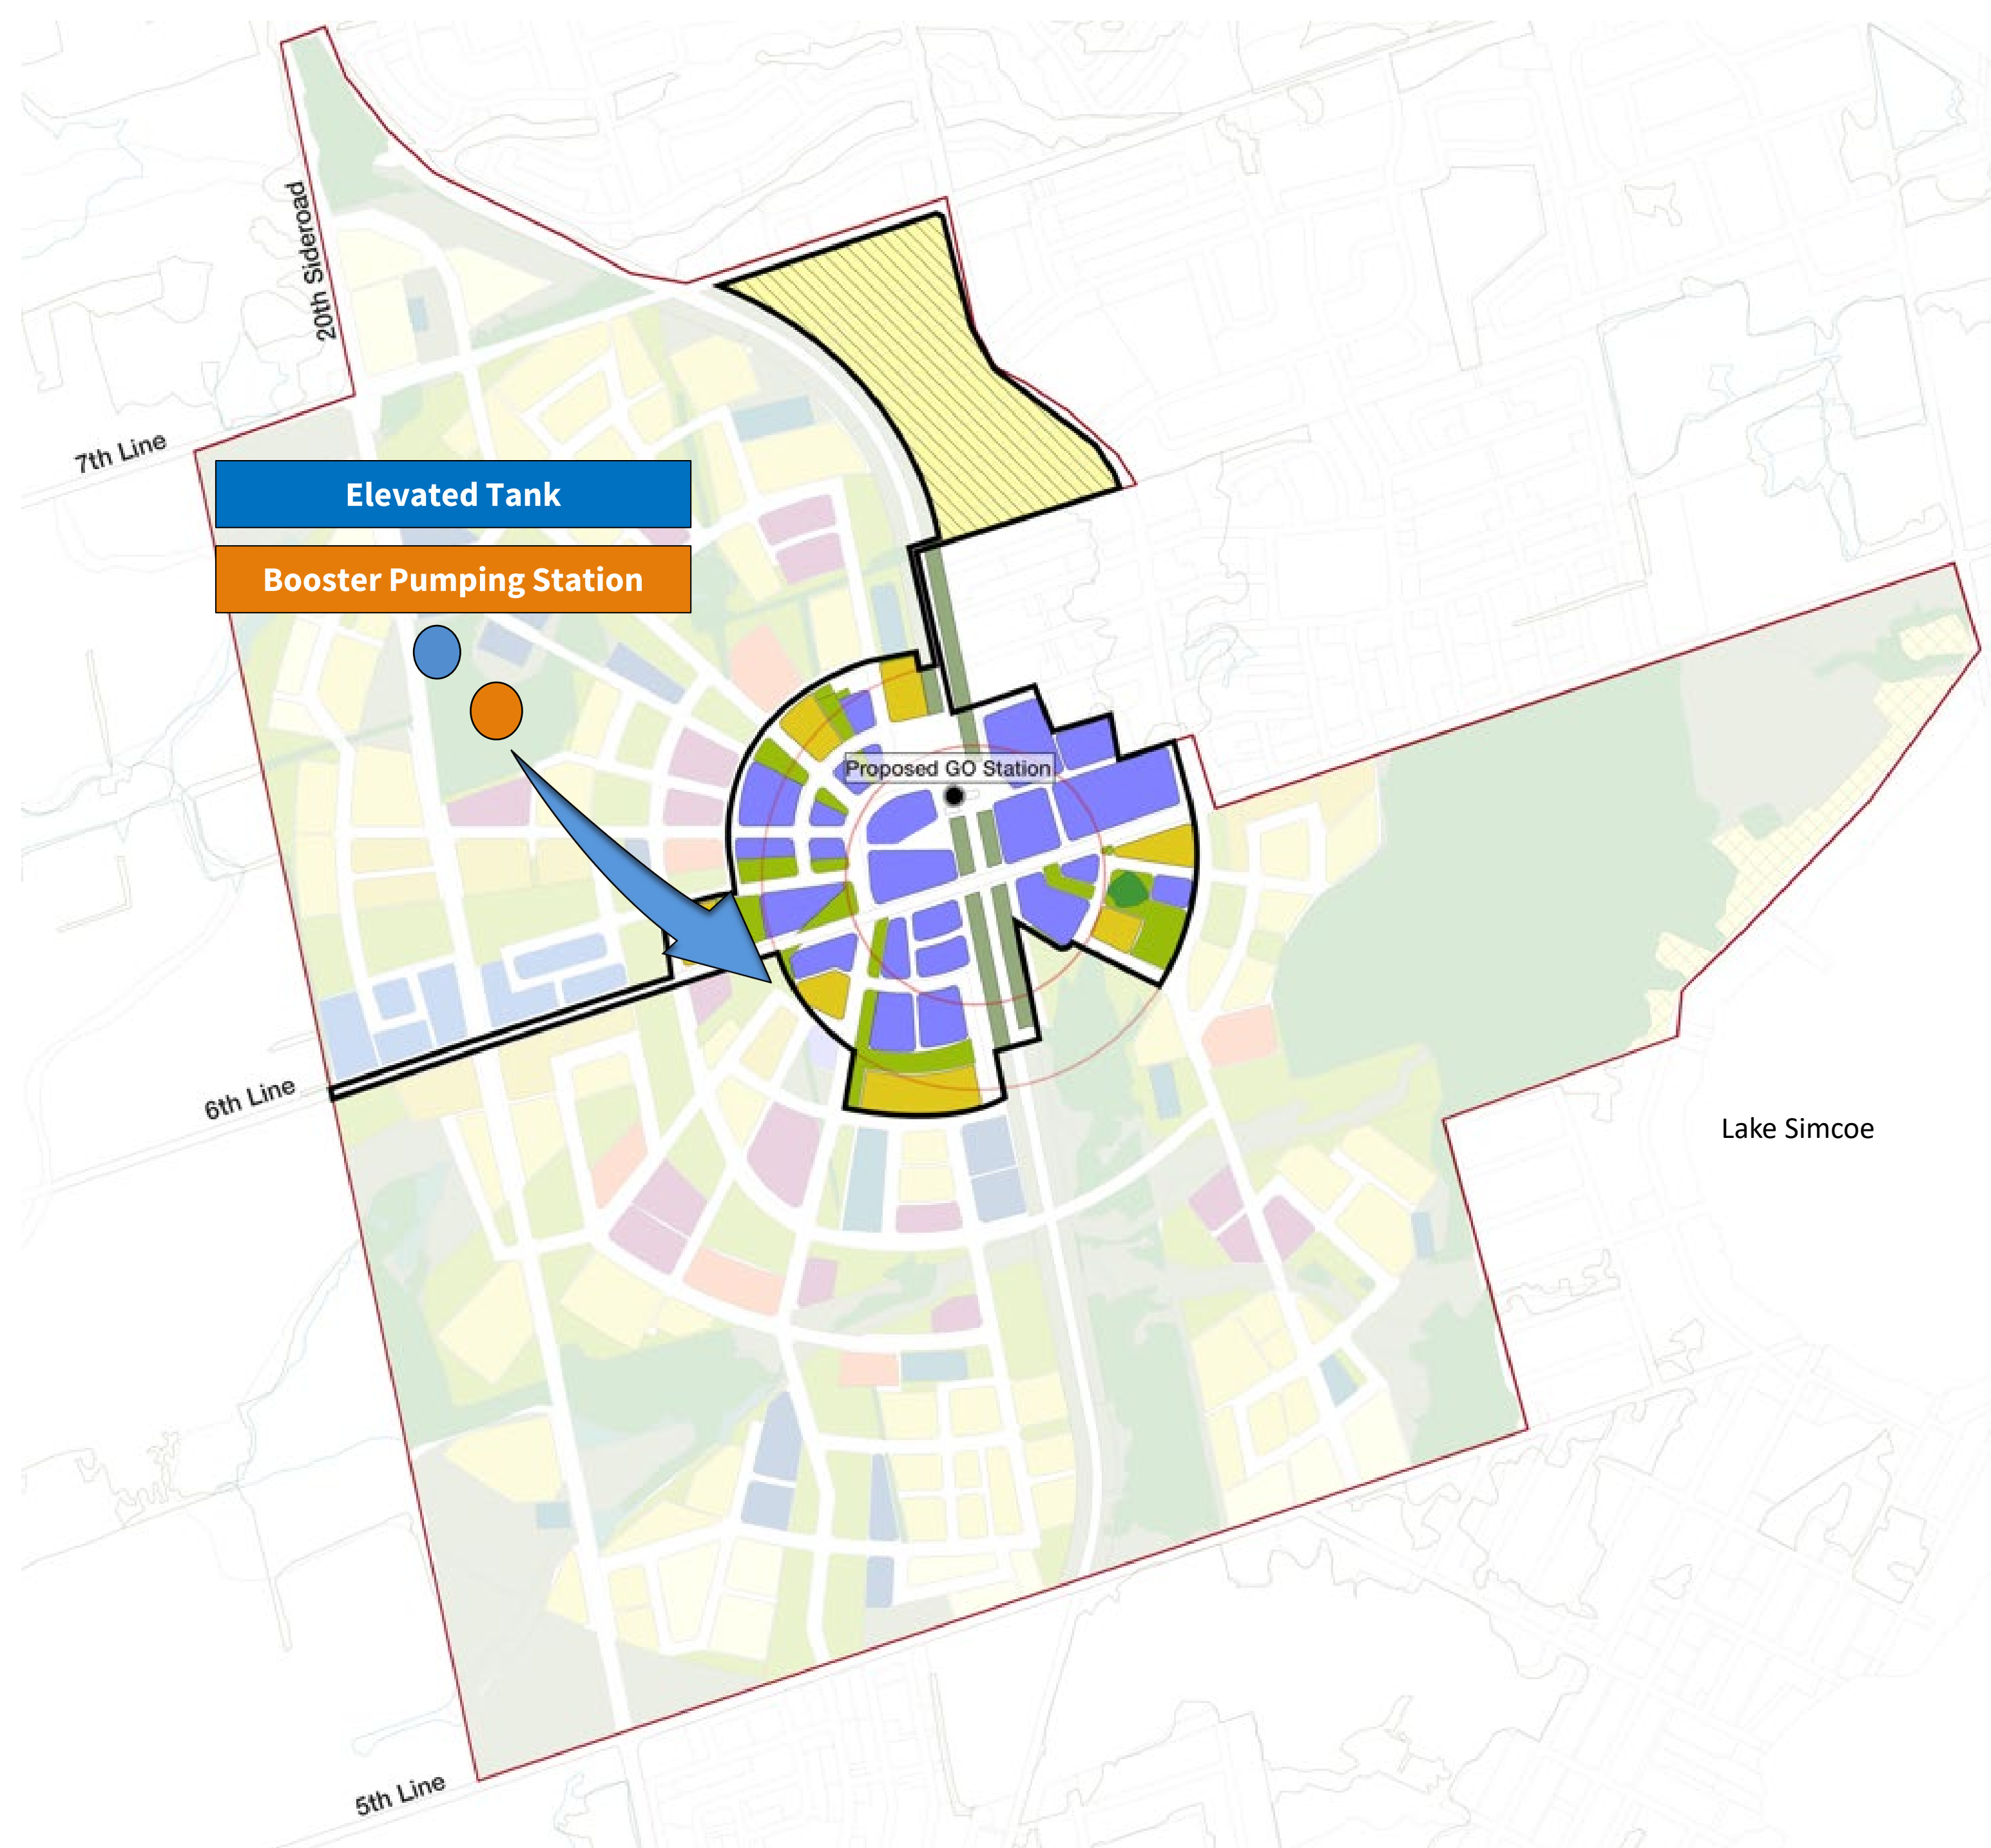 20th Sideroad
7th Line
Elevated Tank
Booster Pumping Station
Proposed GO Station
6th Line
Lake Simcoe
5th Line